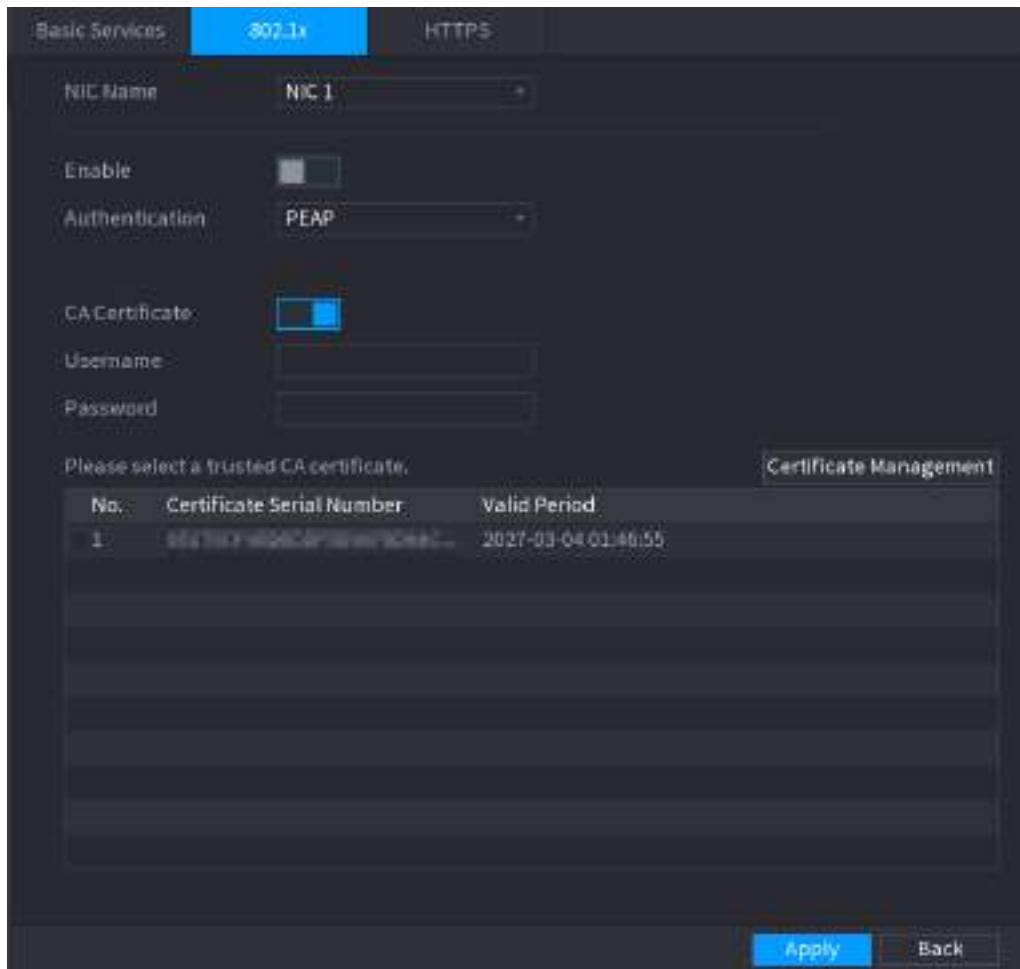 Basic Services 802.1x HTTPS
NIC Name NIC 1
Enable
Authentication PEAP
CA Certificate
Username
Password
Please select a trusted CA certificate. Certificate Management
No. Certificate Serial Number Valid Period
1 2027-03-04 01:46:55
Apply Back